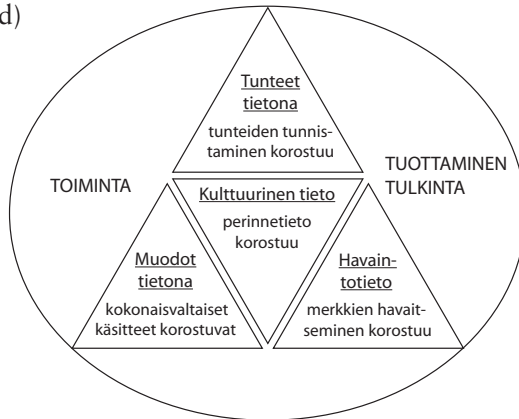 d)
Tunteet
tietona
tunteiden tunnis-
taminen korostuu
TOIMINTA
TUOTTAMINEN
TULKINTA
Kulttuurinen tieto
perinnetieto
korostuu
Muodot
tietona
kokonaisvaltaiset
käsitteet korostuvat
Havain-
totieto
merkkien havait-
seminen korostuu